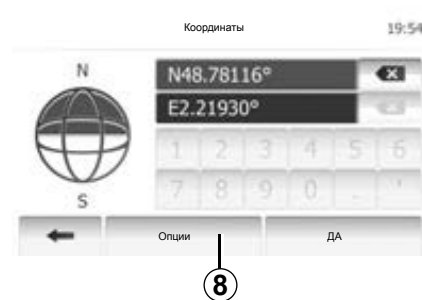 Координаты
19:54
N
N48.78116°
E2.21930°
1 2 3 4 5 6
7 8 9 0 . '"
S
Опции
ДА
8